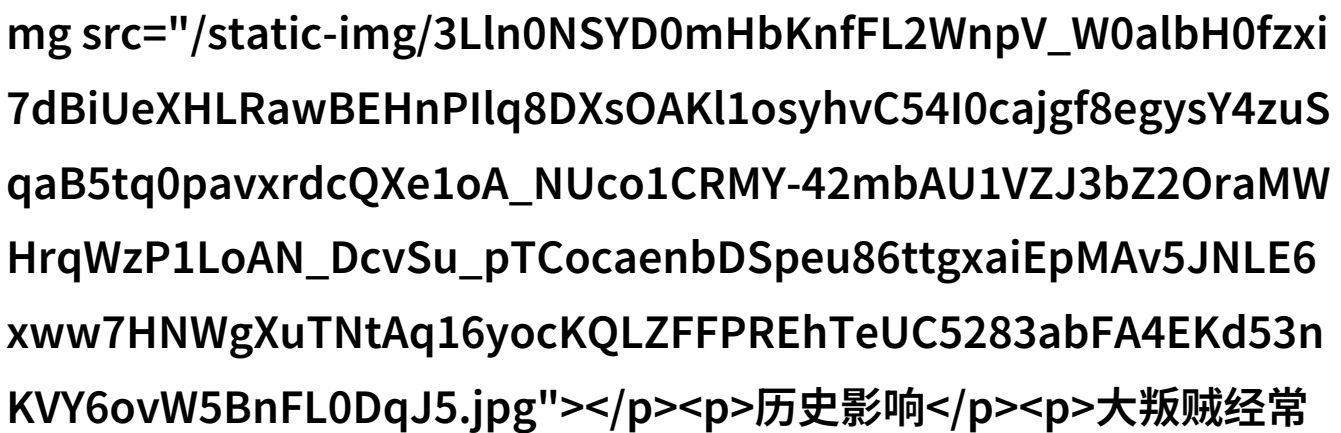 mg src="/static-img/3Lln0NSYD0mHbKnfFL2WnpV_W0albH0fzxi
7dBiUeXHLRawBEHnPIlq8DXsOAKl1osyhvC54I0cajgf8egysY4zuS
qaB5tq0pavxrdcQXe1oA_NUco1CRMY-42mbAU1VZJ3bZ2OraMW
HrqWzP1LoAN_DcvSu_pTCocaenbDSpeu86ttgxaiEpMAv5JNLE6
xww7HNWgXuTNtAq16yocKQLZFFPREhTeUC5283abFA4EKd53n
KVY6ovW5BnFL0DqJ5.jpg"></p><p>历史影响</p><p>大叛贼经常